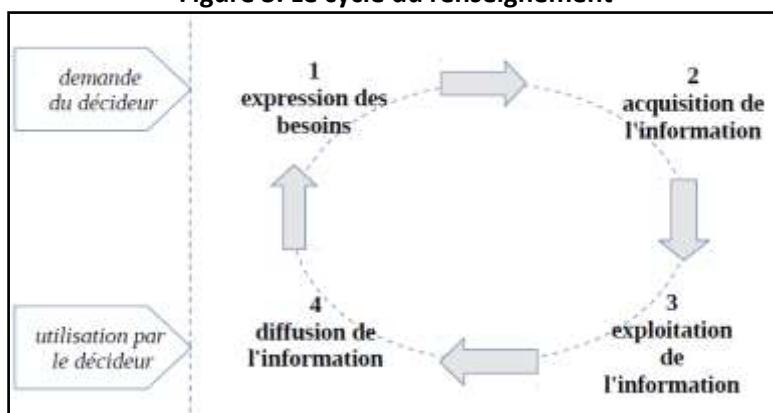 Figure 3: Le cycle du renseignement
demande
du décideur
1
expression des
besoins
2
acquisition de
l'information
utilisation par
le décideur
4
diffusion de
l'information
3
exploitation
de
l'information